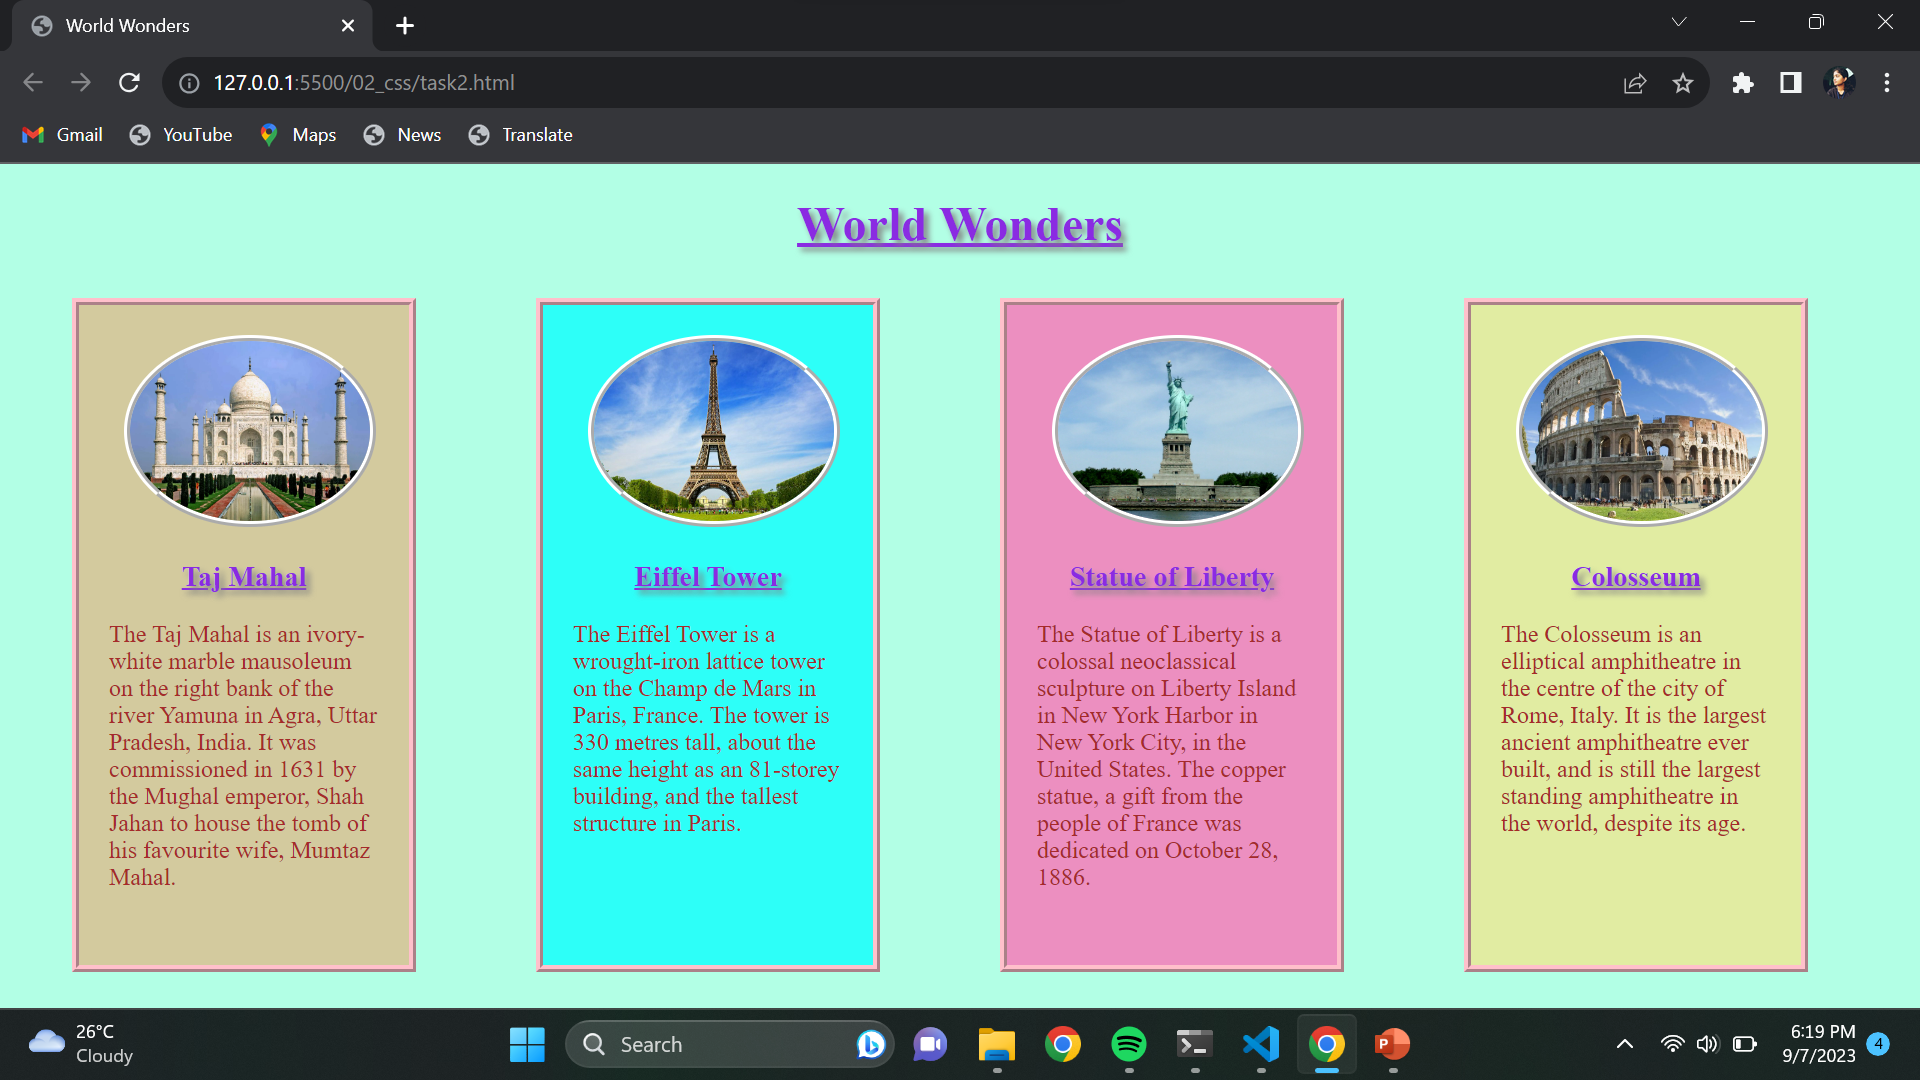 World Wonders
127.0.0.1:5500/02_css/task2.html
Gmail YouTube Maps News Translate
World Wonders
Taj Mahal
The Taj Mahal is an ivory-
white marble mausoleum
on the right bank of the
river Yamuna in Agra, Uttar
Pradesh, India. It was
commissioned in 1631 by
the Mughal emperor, Shah
Jahan to house the tomb of
his favourite wife, Mumtaz
Mahal.
Eiffel Tower
The Eiffel Tower is a
wrought-iron lattice tower
on the Champ de Mars in
Paris, France. The tower is
330 metres tall, about the
same height as an 81-storey
building, and the tallest
structure in Paris.
Statue of Liberty
The Statue of Liberty is a
colossal neoclassical
sculpture on Liberty Island
in New York Harbor in
New York City, in the
United States. The copper
statue, a gift from the
people of France was
dedicated on October 28,
1886.
Colosseum
The Colosseum is an
elliptical amphitheatre in
the centre of the city of
Rome, Italy. It is the largest
ancient amphitheatre ever
built, and is still the largest
standing amphitheatre in
the world, despite its age.
26°C
Cloudy
Search
P
6:19 PM
9/7/2023
4